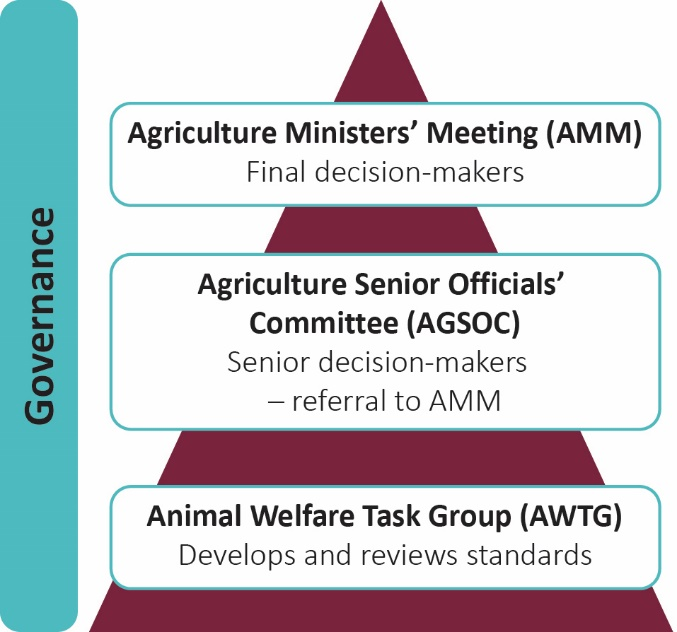 Governance
Agriculture Ministers’ Meeting (AMM)
Final decision-makers
Agriculture Senior Officials’
Committee (AGSOC)
Senior decision-makers
– referral to AMM
Animal Welfare Task Group (AWTG)
Develops and reviews standards